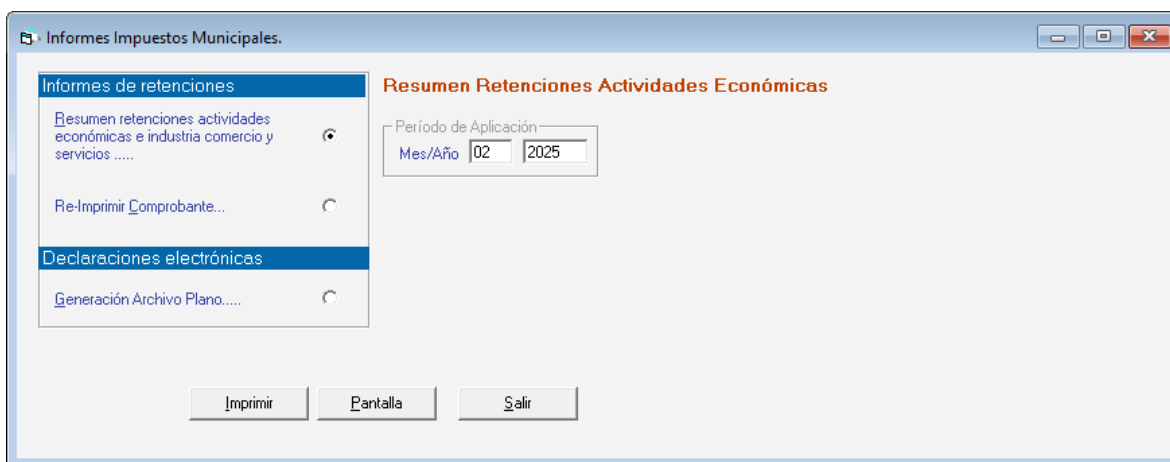 Informes Impuestos Municipales.
Informes de retenciones
Resumen retenciones actividades
económicas e industria comercio y
servicios .....
Re-Imprimir Comprobante...
Declaraciones electrónicas
Generación Archivo Plano.....
Resumen Retenciones Actividades Económicas
Período de Aplicación
Mes/Año 02 2025
Imprimir Pantalla Salir